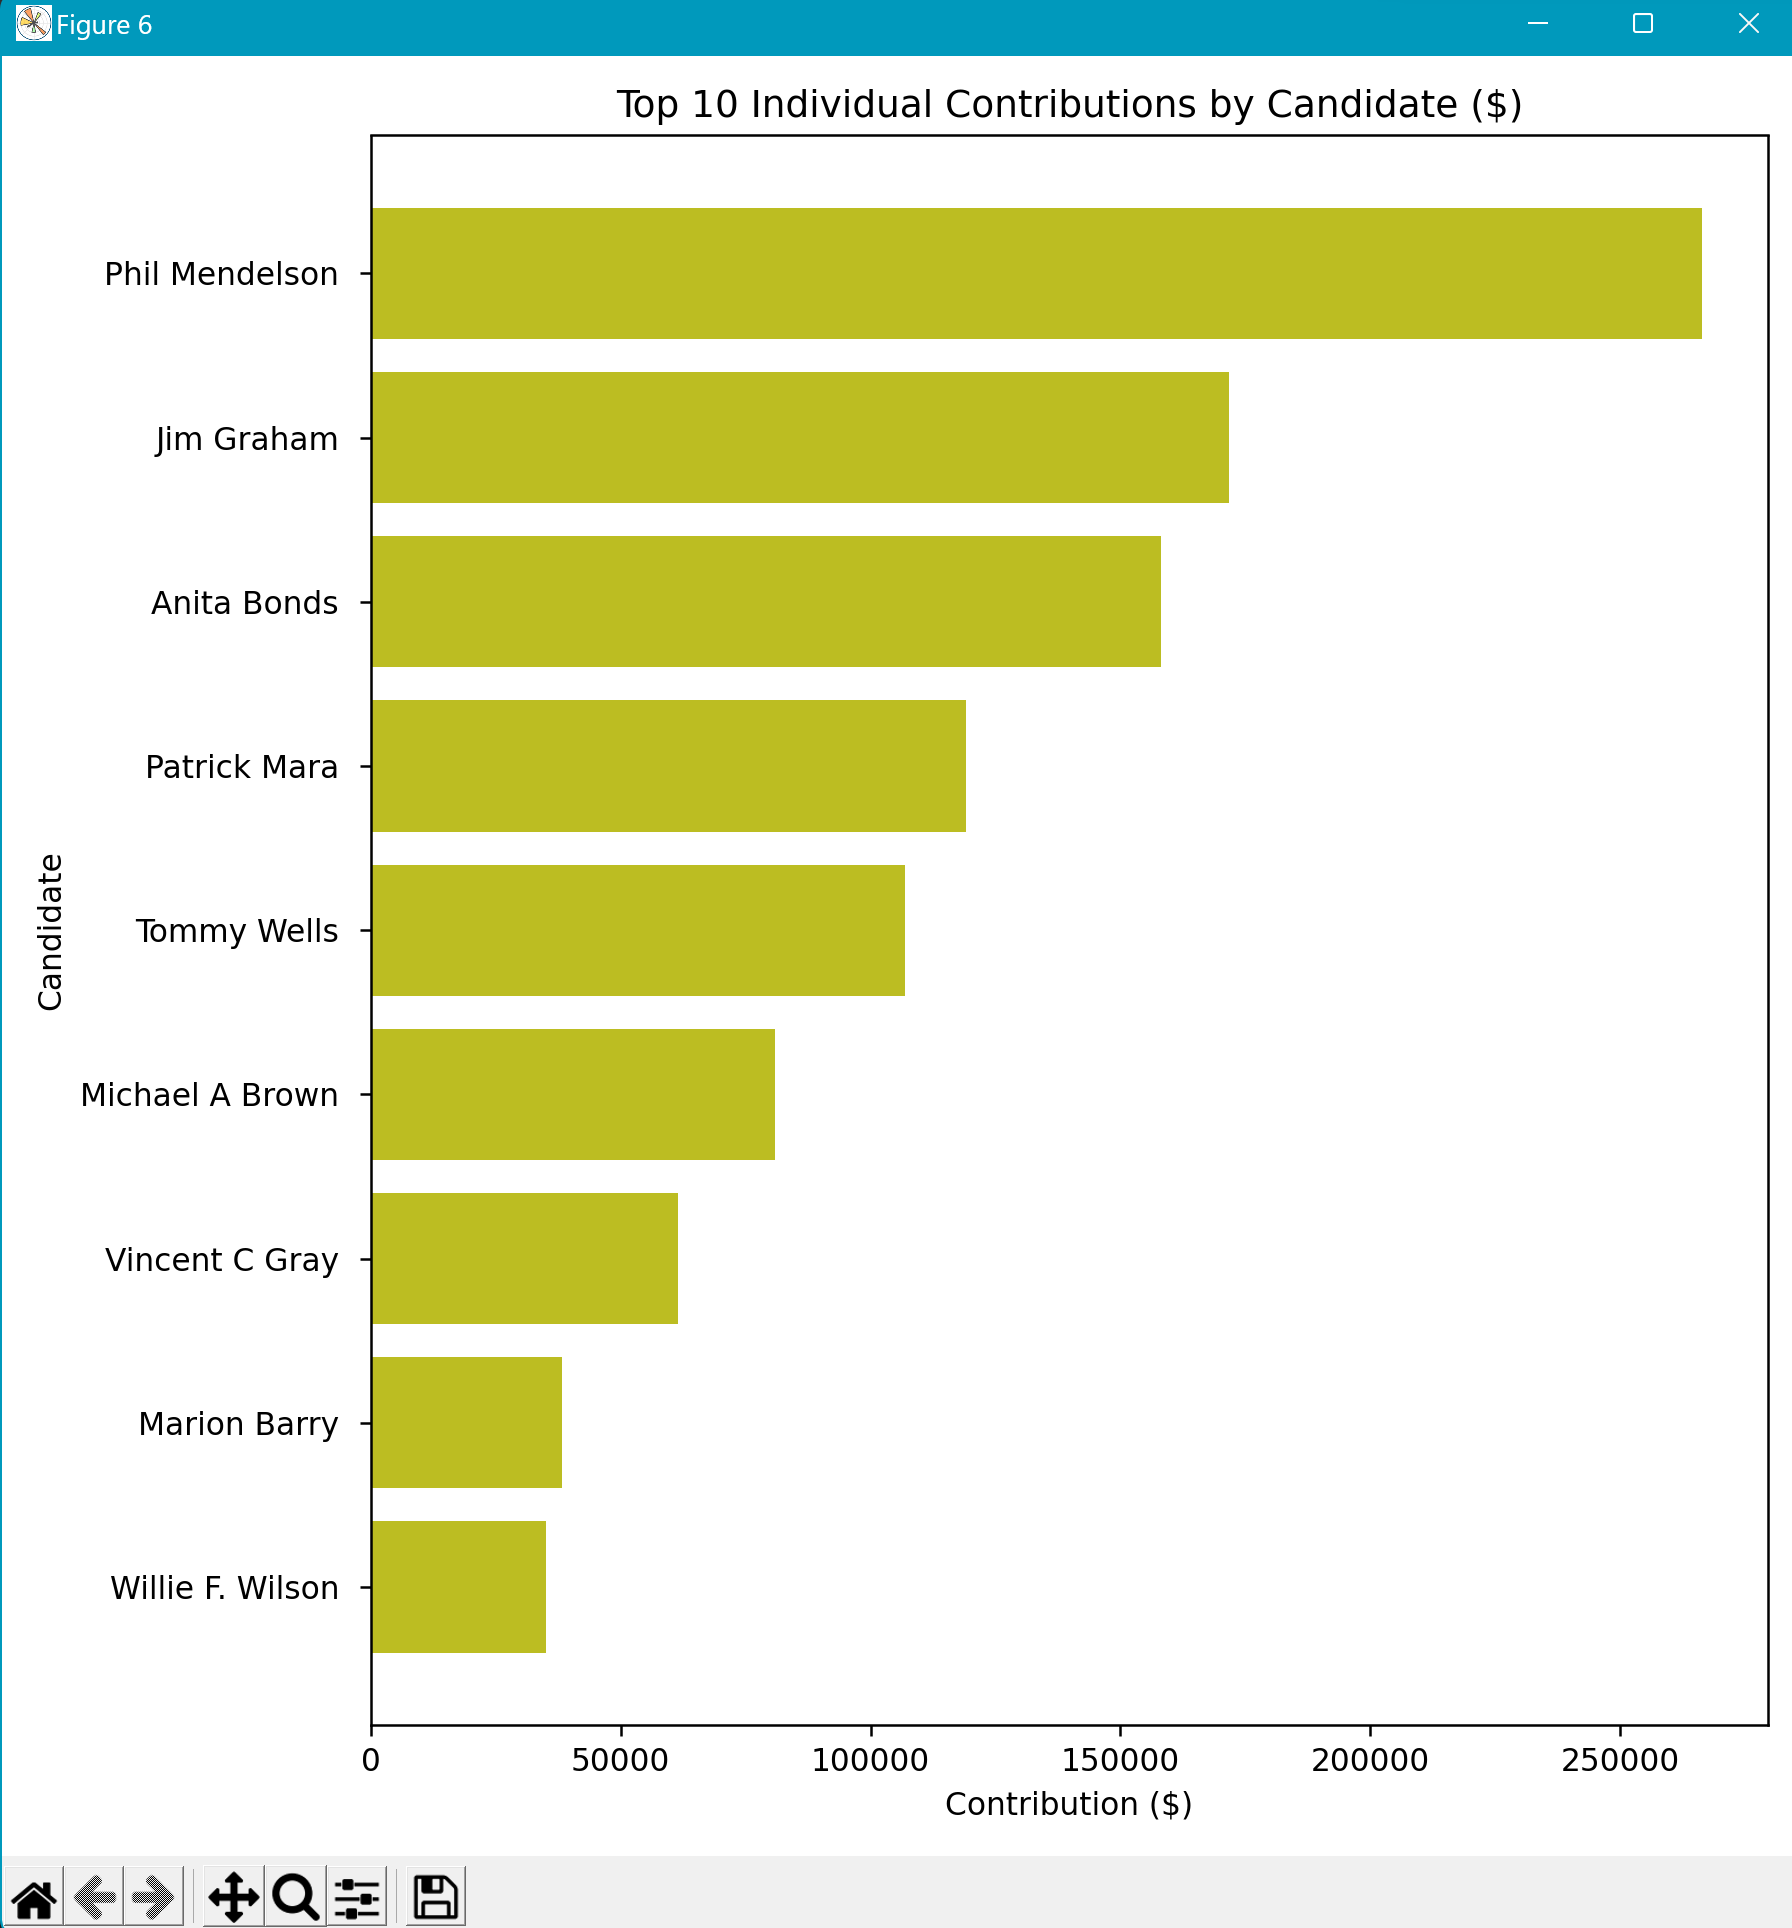 Figure 6
Top 10 Individual Contributions by Candidate ($)
Phil Mendelson
Jim Graham
Anita Bonds
Patrick Mara
Tommy Wells
Michael A Brown
Vincent C Gray
Marion Barry
Willie F. Wilson
Candidate
0 50000 100000 150000 200000 250000
Contribution ($)